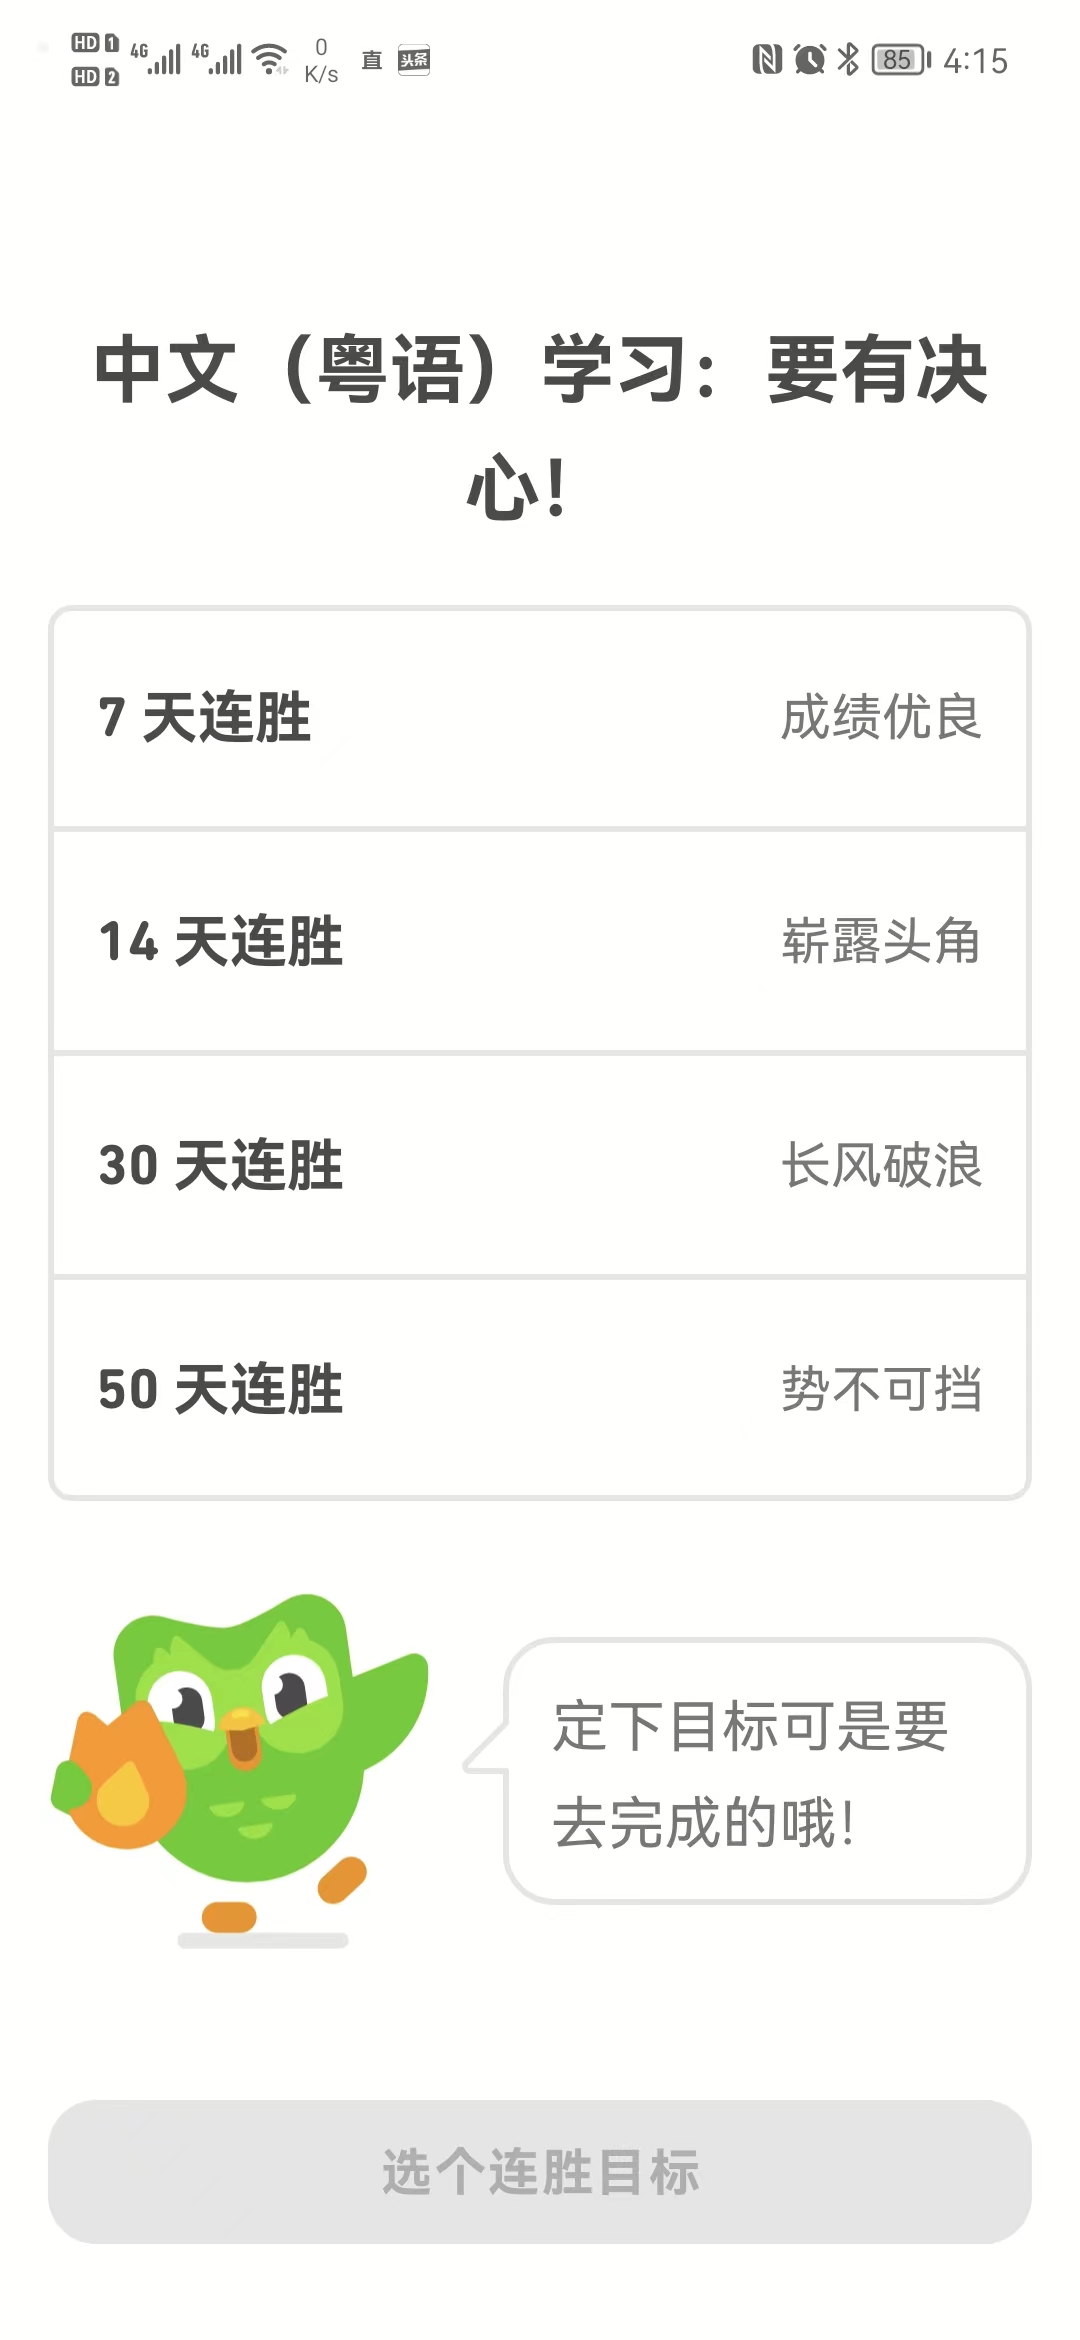 HD 1 4G 4G 0 直 头条 85 4:15
HD 2 K/s
中文（粤语）学习：要有决
心！
7 天连胜 成绩优良
14 天连胜 崭露头角
30 天连胜 长风破浪
50 天连胜 势不可挡
定下目标可是要
去完成的哦！
选个连胜目标